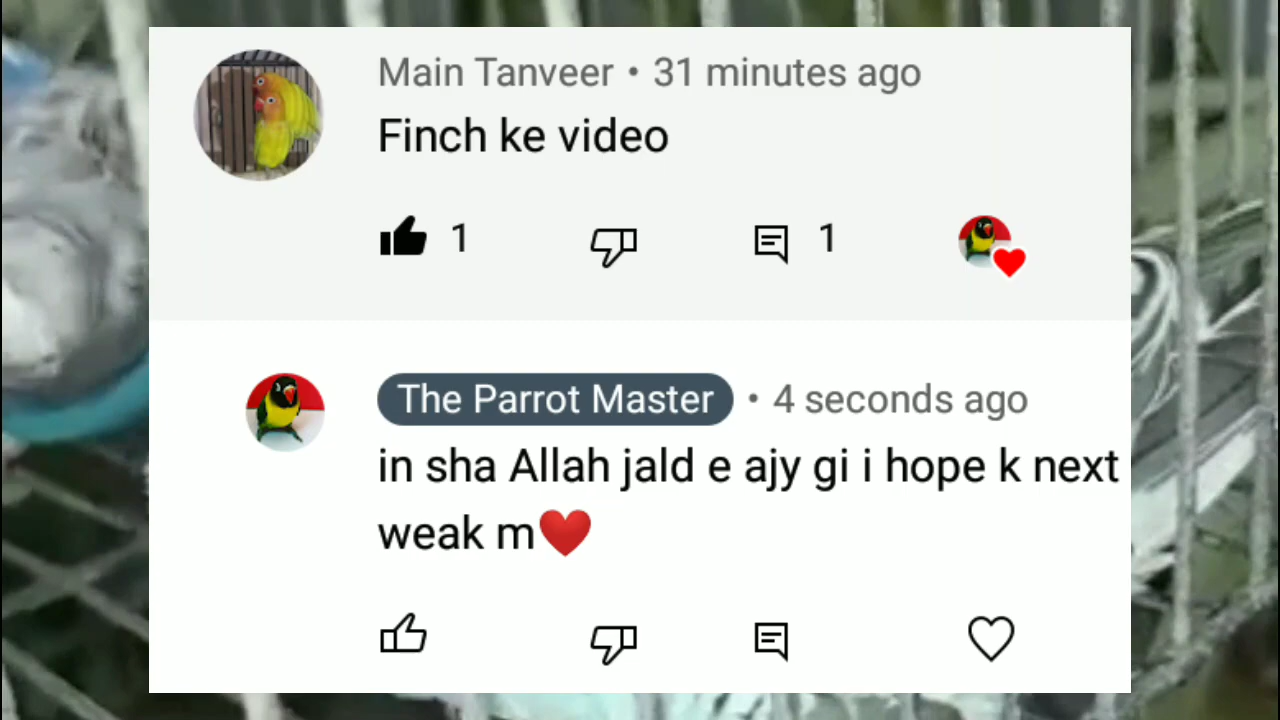 Main Tanveer • 31 minutes ago
Finch ke video
1 1
The Parrot Master • 4 seconds ago
in sha Allah jald e ajy gi i hope k next
weak m❤️